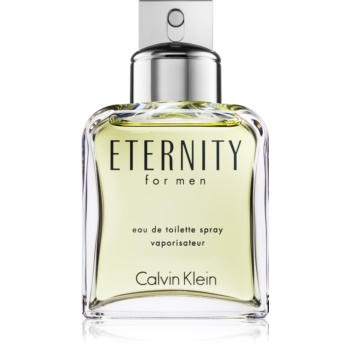 ETERNITY
for men
eau de toilette spray
vaporisateur
Calvin Klein